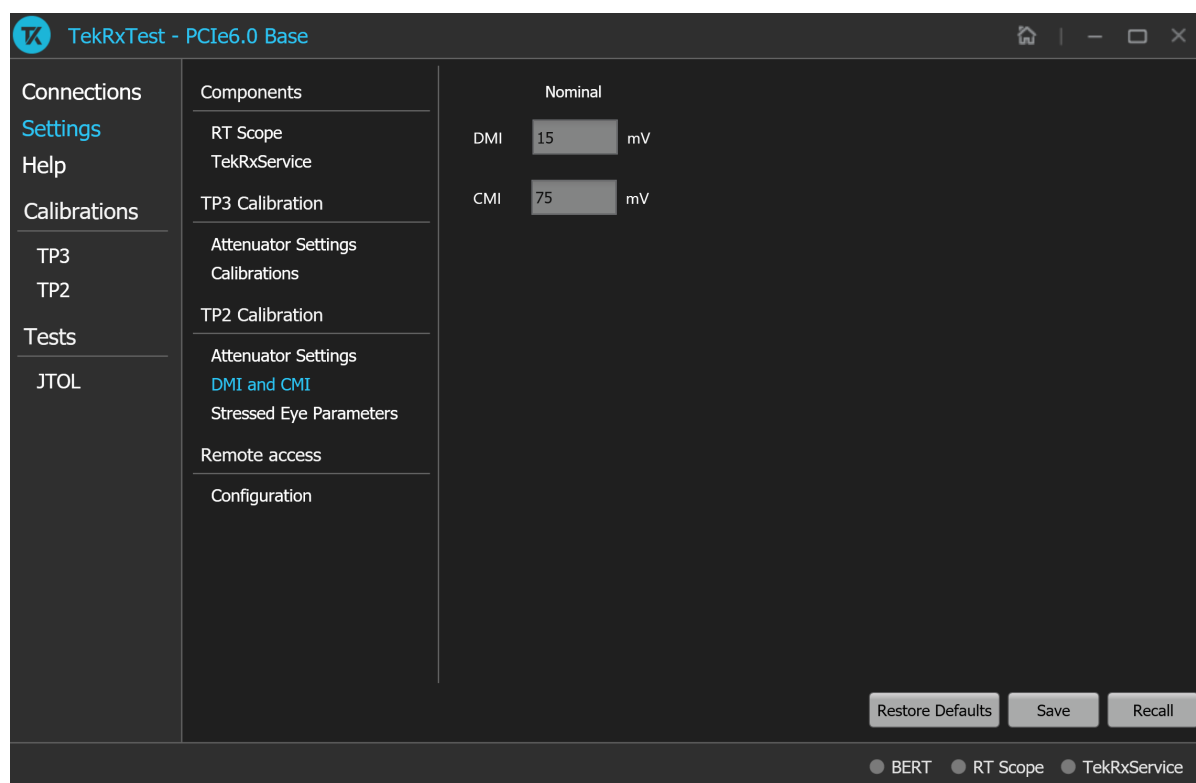 TK TekRxTest - PCIe6.0 Base
Connections
Settings
Help
Calibrations
TP3
TP2
Tests
JTOL
Components
RT Scope
TekRxService
TP3 Calibration
Attenuator Settings
Calibrations
TP2 Calibration
Attenuator Settings
DMI and CMI
Stressed Eye Parameters
Remote access
Configuration
Nominal
DMI 15 mV
CMI 75 mV
Restore Defaults Save Recall
BERT RT Scope TekRxService